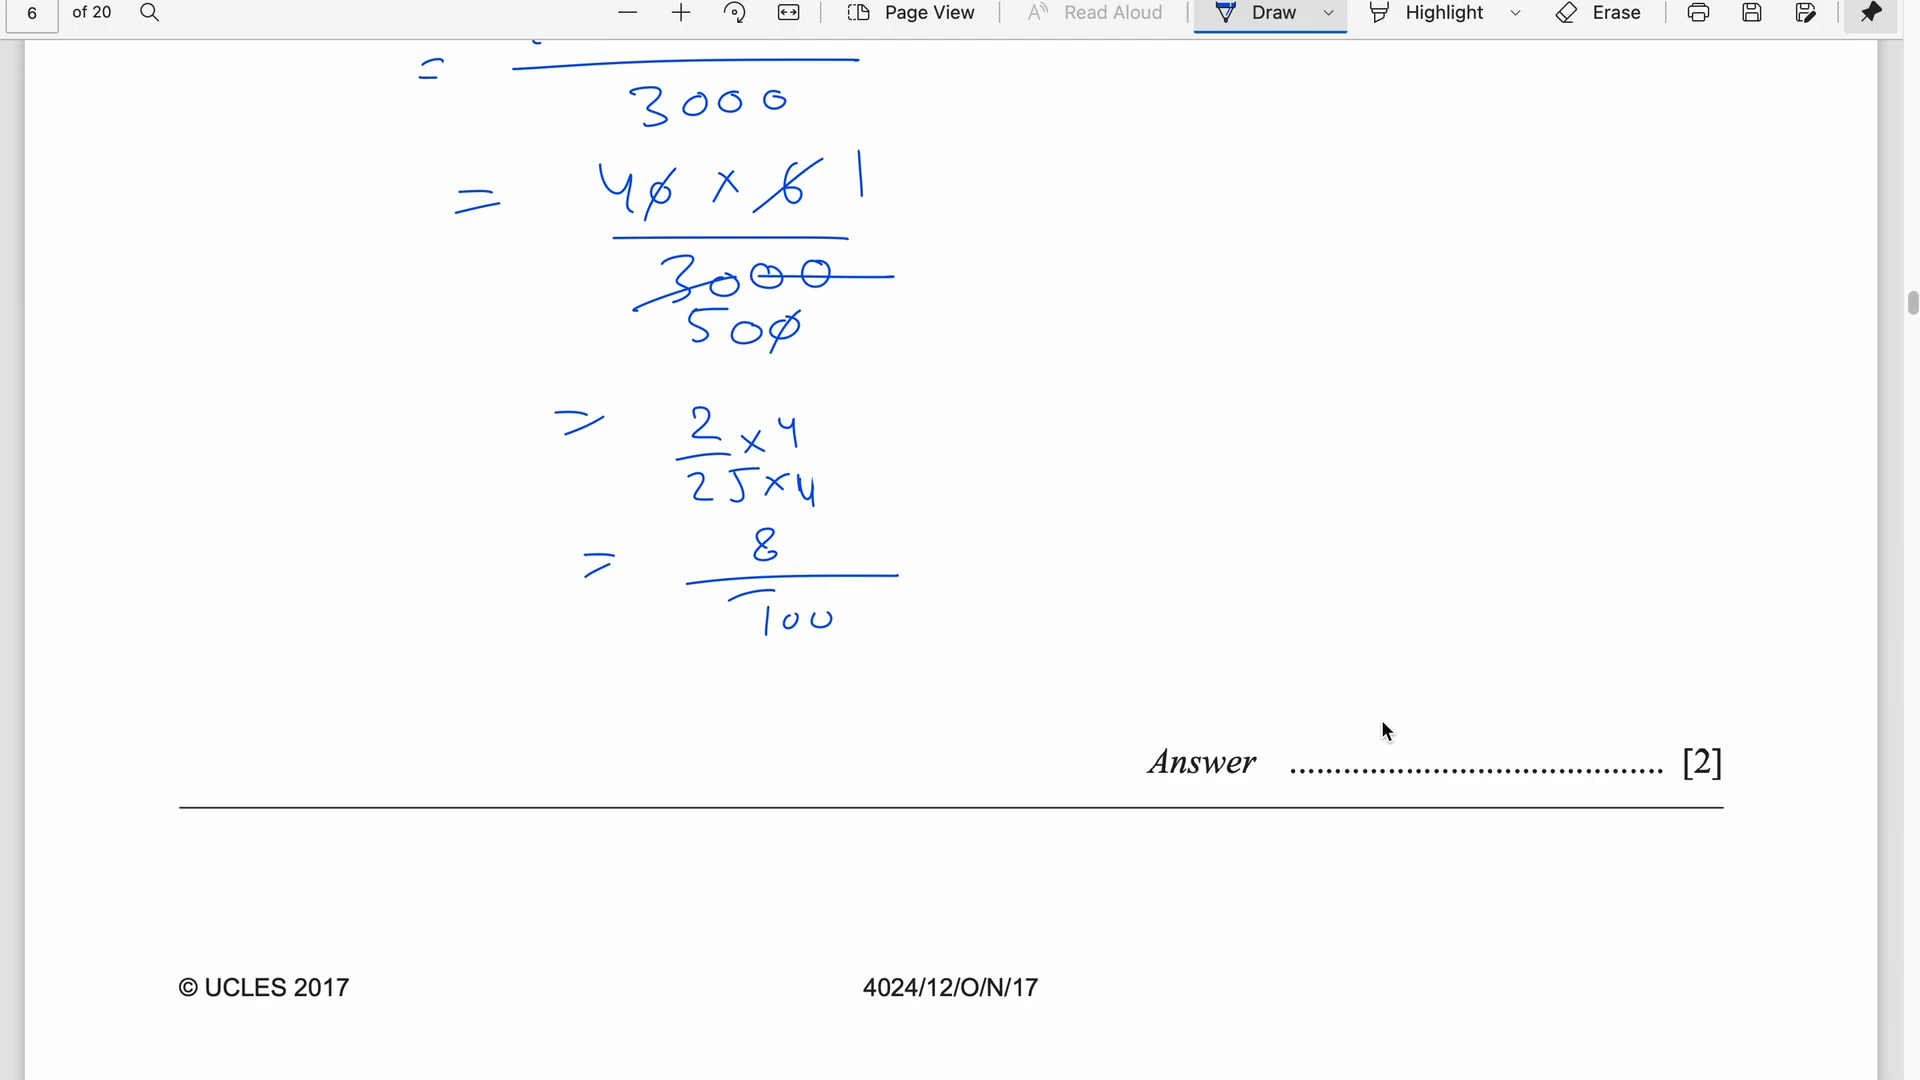 6 of 20 Page View Read Aloud Draw Highlight Erase
=
3000
= 40 × 6 1
3000
500
= 2 × 4
25 × 4
= 8
100
Answer .......................................... [2]
© UCLES 2017 4024/12/O/N/17